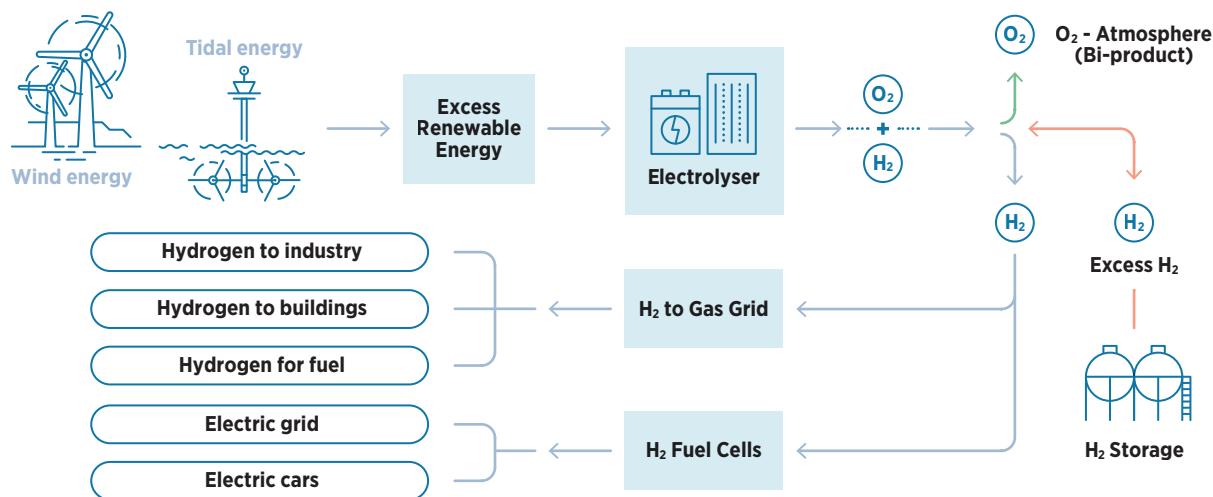 Wind energy
Tidal energy
Excess
Renewable
Energy
Electrolyser
O₂
+
H₂
O₂
O₂ - Atmosphere
(Bi-product)
H₂
H₂
Excess H₂
H₂ Storage
H₂ to Gas Grid
Hydrogen to industry
Hydrogen to buildings
Hydrogen for fuel
H₂ Fuel Cells
Electric grid
Electric cars